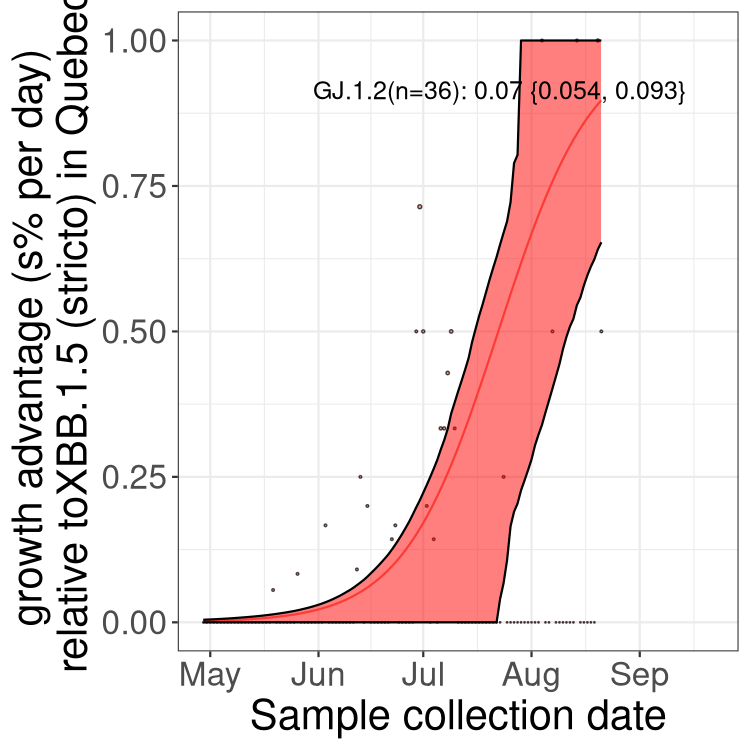 growth advantage (s% per day)
relative toXBB.1.5 (stricto) in Quebec
1.00
0.75
0.50
0.25
0.00
GJ.1.2(n=36): 0.07 {0.054, 0.093}
May Jun Jul Aug Sep
Sample collection date